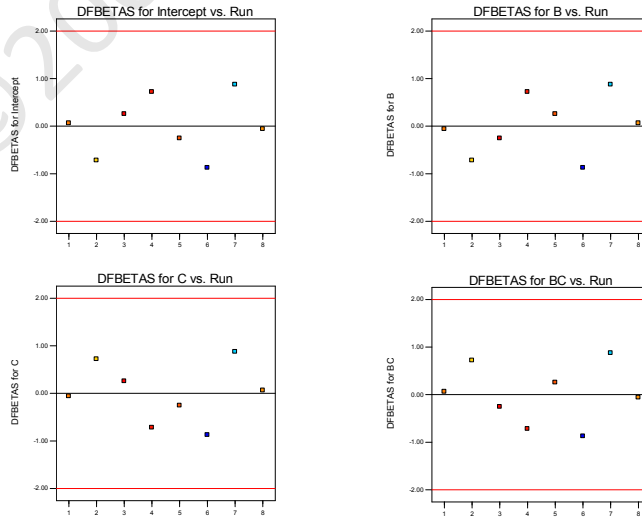 DFBETAS for Intercept vs. Run
DFBETAS for Intercept
2.00
1.00
0.00
-1.00
-2.00
1 2 3 4 5 6 7 8
DFBETAS for B vs. Run
DFBETAS for B
2.00
1.00
0.00
-1.00
-2.00
1 2 3 4 5 6 7 8
DFBETAS for C vs. Run
DFBETAS for C
2.00
1.00
0.00
-1.00
-2.00
1 2 3 4 5 6 7 8
DFBETAS for BC vs. Run
DFBETAS for BC
2.00
1.00
0.00
-1.00
-2.00
1 2 3 4 5 6 7 8